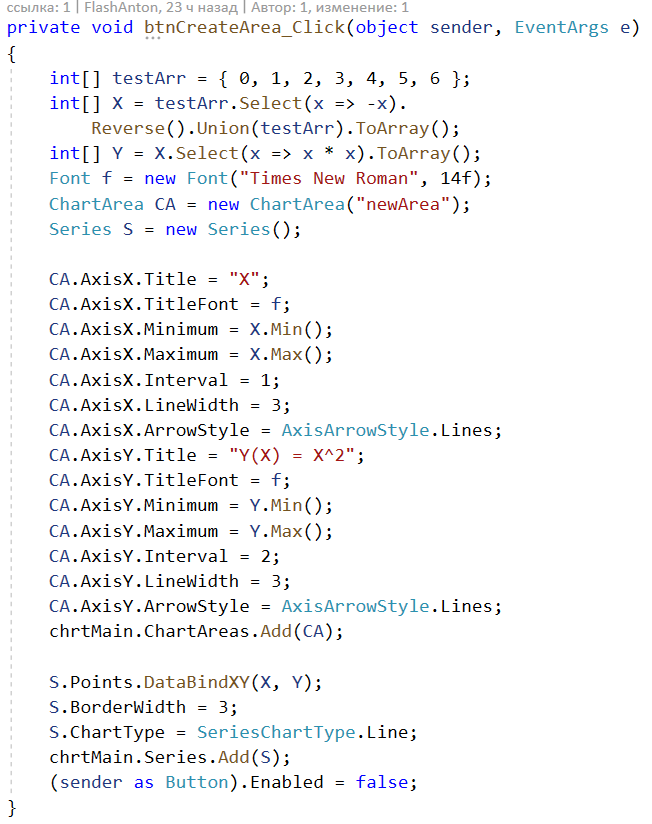 ссылка: 1 | FlashAnton, 23 ч назад | Автор: 1, изменение: 1
private void btnCreateArea_Click(object sender, EventArgs e)
{
    int[] testArr = { 0, 1, 2, 3, 4, 5, 6 };
    int[] X = testArr.Select(x => -x).
        Reverse().Union(testArr).ToArray();
    int[] Y = X.Select(x => x * x).ToArray();
    Font f = new Font("Times New Roman", 14f);
    ChartArea CA = new ChartArea("newArea");
    Series S = new Series();

    CA.AxisX.Title = "X";
    CA.AxisX.TitleFont = f;
    CA.AxisX.Minimum = X.Min();
    CA.AxisX.Maximum = X.Max();
    CA.AxisX.Interval = 1;
    CA.AxisX.LineWidth = 3;
    CA.AxisX.ArrowStyle = AxisArrowStyle.Lines;
    CA.AxisY.Title = "Y(X) = X^2";
    CA.AxisY.TitleFont = f;
    CA.AxisY.Minimum = Y.Min();
    CA.AxisY.Maximum = Y.Max();
    CA.AxisY.Interval = 2;
    CA.AxisY.LineWidth = 3;
    CA.AxisY.ArrowStyle = AxisArrowStyle.Lines;
    chrtMain.ChartAreas.Add(CA);

    S.Points.DataBindXY(X, Y);
    S.BorderWidth = 3;
    S.ChartType = SeriesChartType.Line;
    chrtMain.Series.Add(S);
    (sender as Button).Enabled = false;
}